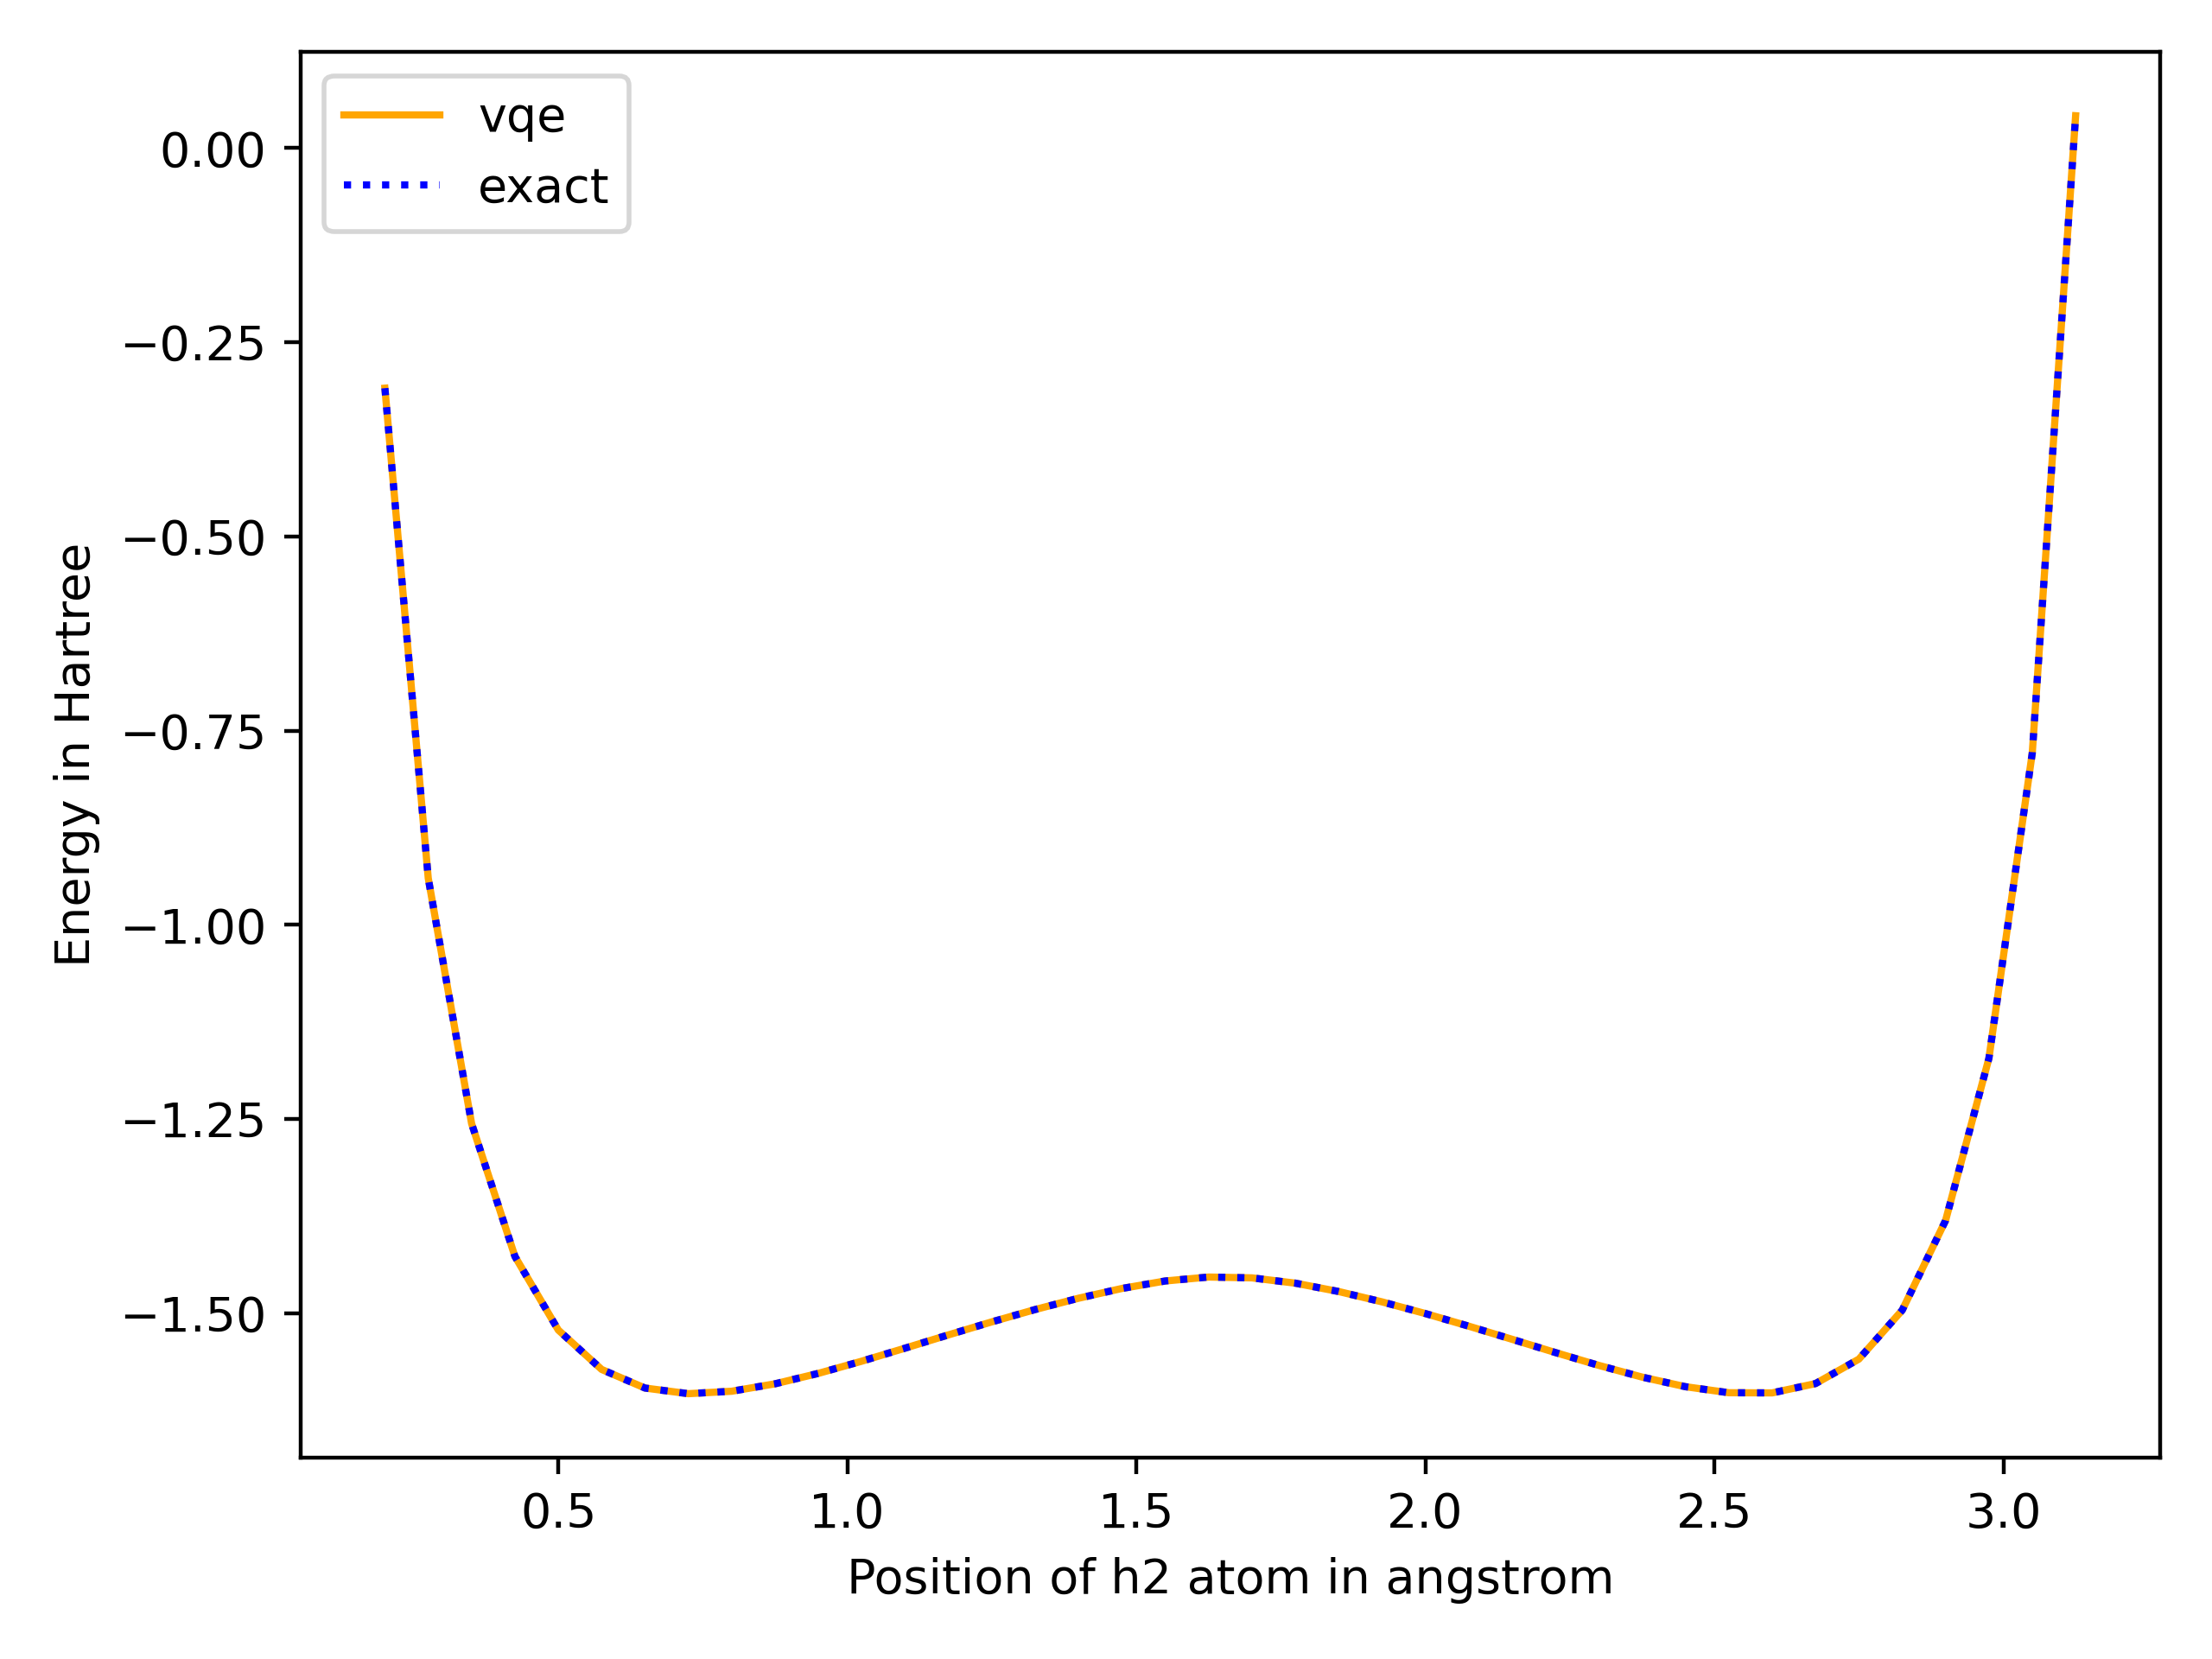 vqe
exact
0.00
−0.25
−0.50
−0.75
−1.00
−1.25
−1.50
Energy in Hartree
0.5 1.0 1.5 2.0 2.5 3.0
Position of h2 atom in angstrom